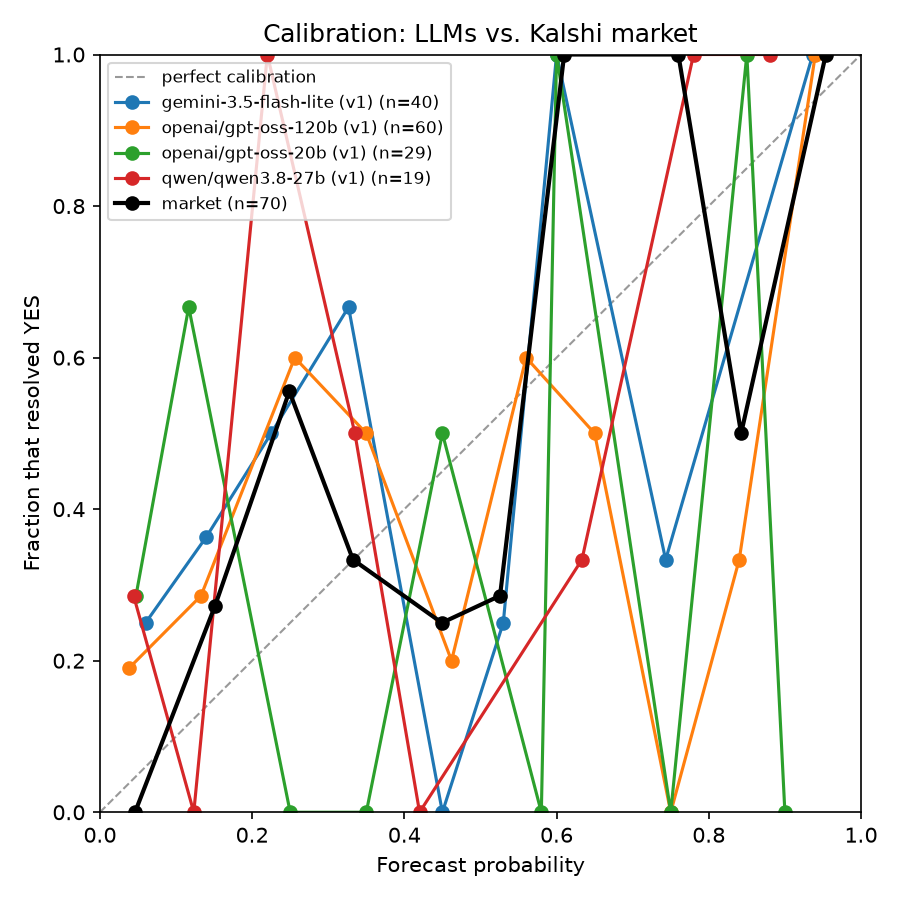 Calibration: LLMs vs. Kalshi market
1.0
0.8
0.6
0.4
0.2
0.0
Fraction that resolved YES
perfect calibration
gemini-3.5-flash-lite (v1) (n=40)
openai/gpt-oss-120b (v1) (n=60)
openai/gpt-oss-20b (v1) (n=29)
qwen/qwen3.8-27b (v1) (n=19)
market (n=70)
0.0 0.2 0.4 0.6 0.8 1.0
Forecast probability